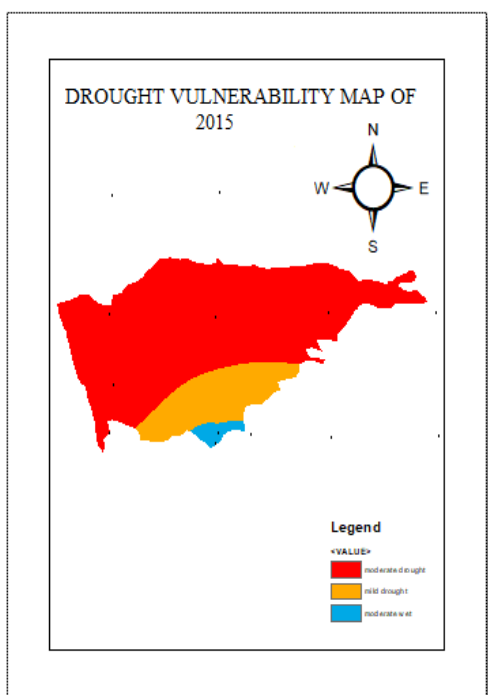 DROUGHT VULNERABILITY MAP OF
2015
N
W E
S
Legend
<VALUE>
moderate drought
mild drought
moderate wet